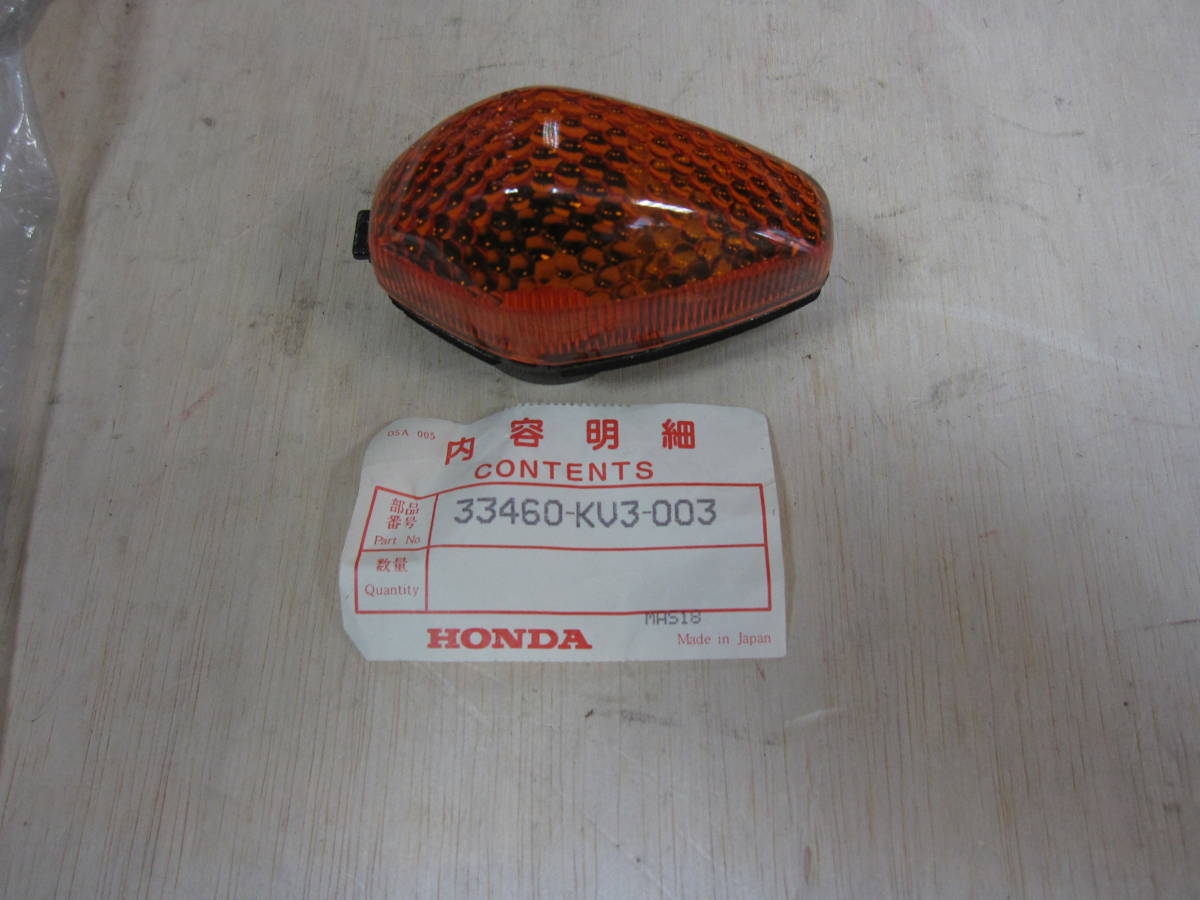 DSA 005
内容明細
CONTENTS
部品
番号
Part No
33460-KV3-003
数量
Quantity
MAS18
HONDA
Made in Japan